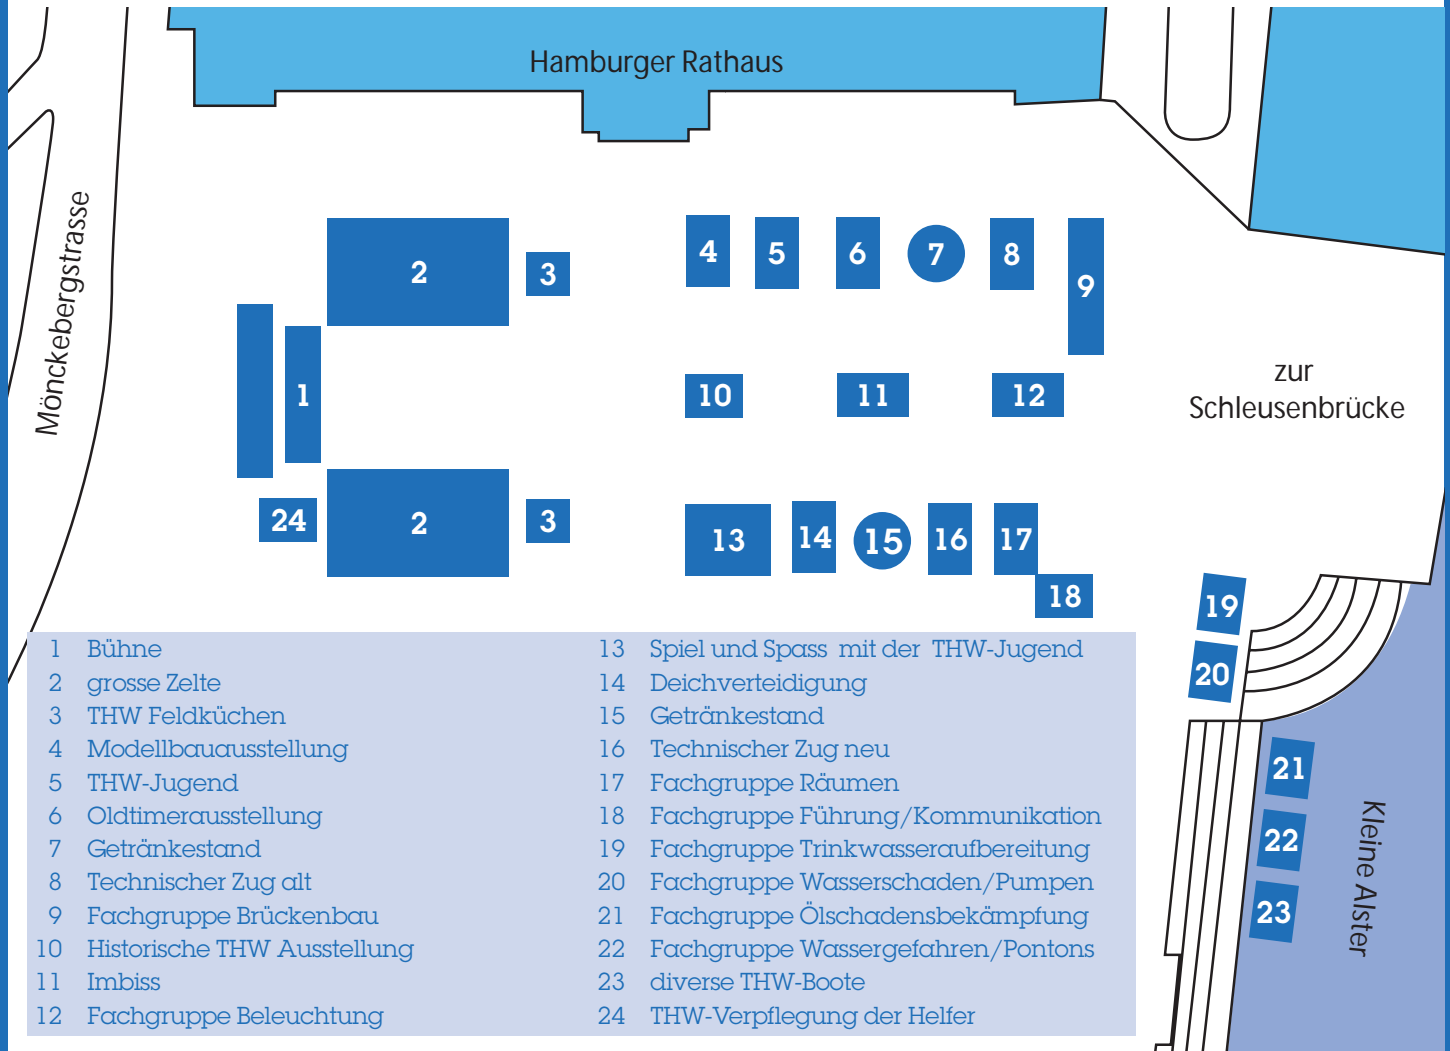 Hamburger Rathaus
Mönckebergstrasse
2
3
4
5
6
7
8
9
1
10
11
12
zur
Schleusenbrücke
24
2
3
13
14
15
16
17
18
19
20
21
22
23
Kleine Alster
1 Bühne
2 grosse Zelte
3 THW Feldküchen
4 Modellbauausstellung
5 THW-Jugend
6 Oldtimerausstellung
7 Getränkestand
8 Technischer Zug alt
9 Fachgruppe Brückenbau
10 Historische THW Ausstellung
11 Imbiss
12 Fachgruppe Beleuchtung
13 Spiel und Spass mit der THW-Jugend
14 Deichverteidigung
15 Getränkestand
16 Technischer Zug neu
17 Fachgruppe Räumen
18 Fachgruppe Führung/Kommunikation
19 Fachgruppe Trinkwasseraufbereitung
20 Fachgruppe Wasserschaden/Pumpen
21 Fachgruppe Ölschadensbekämpfung
22 Fachgruppe Wassergefahren/Pontons
23 diverse THW-Boote
24 THW-Verpflegung der Helfer